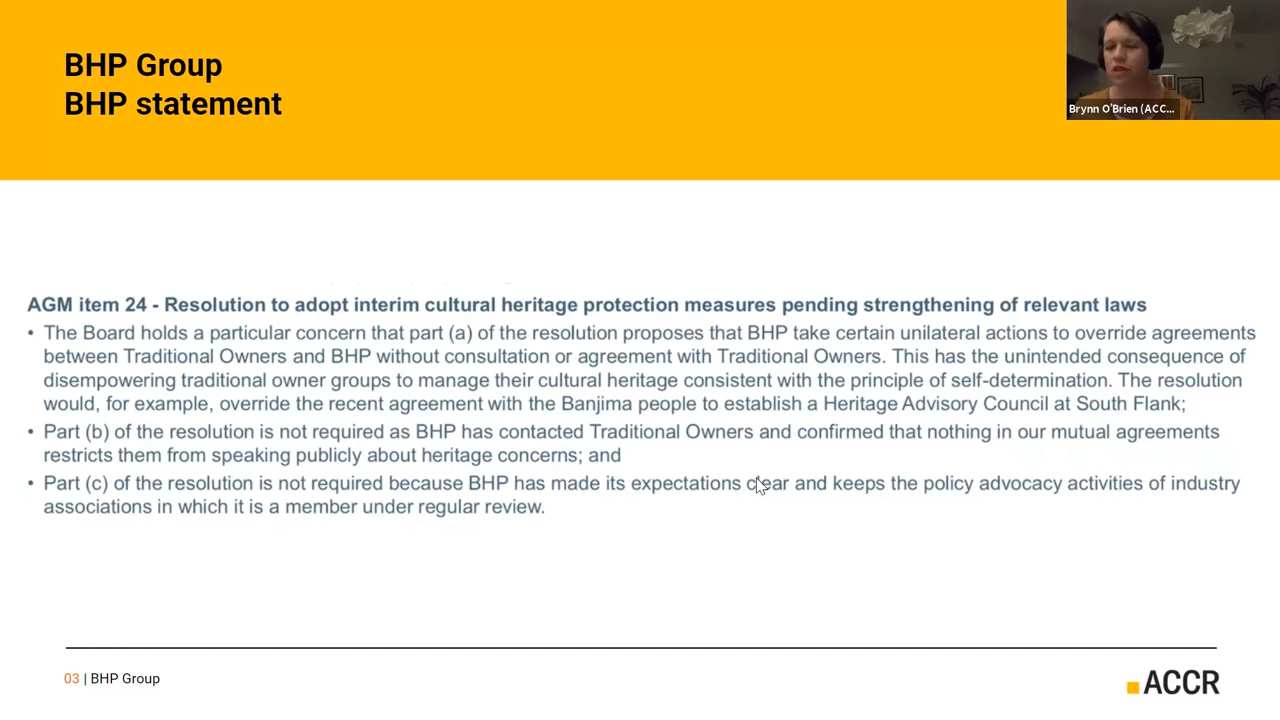 BHP Group
BHP statement
Brynn O'Brien (ACC...
AGM item 24 - Resolution to adopt interim cultural heritage protection measures pending strengthening of relevant laws
• The Board holds a particular concern that part (a) of the resolution proposes that BHP take certain unilateral actions to override agreements
between Traditional Owners and BHP without consultation or agreement with Traditional Owners. This has the unintended consequence of
disempowering traditional owner groups to manage their cultural heritage consistent with the principle of self-determination. The resolution
would, for example, override the recent agreement with the Banjima people to establish a Heritage Advisory Council at South Flank;
• Part (b) of the resolution is not required as BHP has contacted Traditional Owners and confirmed that nothing in our mutual agreements
restricts them from speaking publicly about heritage concerns; and
• Part (c) of the resolution is not required because BHP has made its expectations clear and keeps the policy advocacy activities of industry
associations in which it is a member under regular review.
03 | BHP Group
ACCR